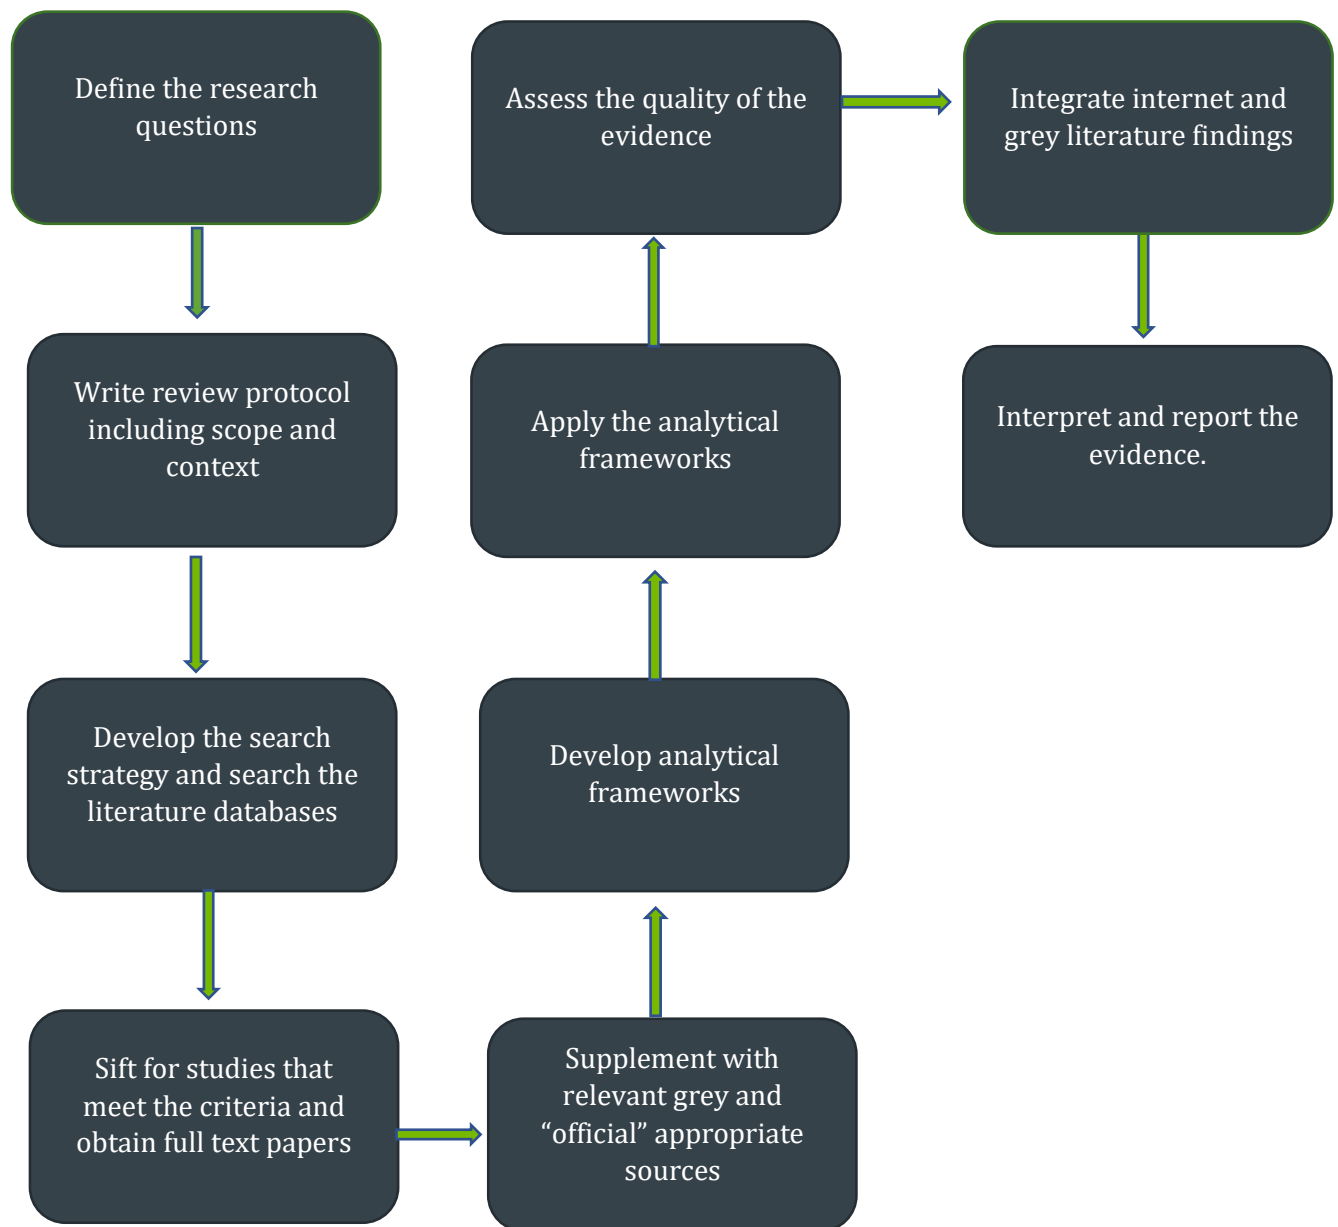 Define the research
questions
Write review protocol
including scope and
context
Develop the search
strategy and search the
literature databases
Sift for studies that
meet the criteria and
obtain full text papers
Supplement with
relevant grey and
“official” appropriate
sources
Develop analytical
frameworks
Apply the analytical
frameworks
Assess the quality of the
evidence
Integrate internet and
grey literature findings
Interpret and report the
evidence.